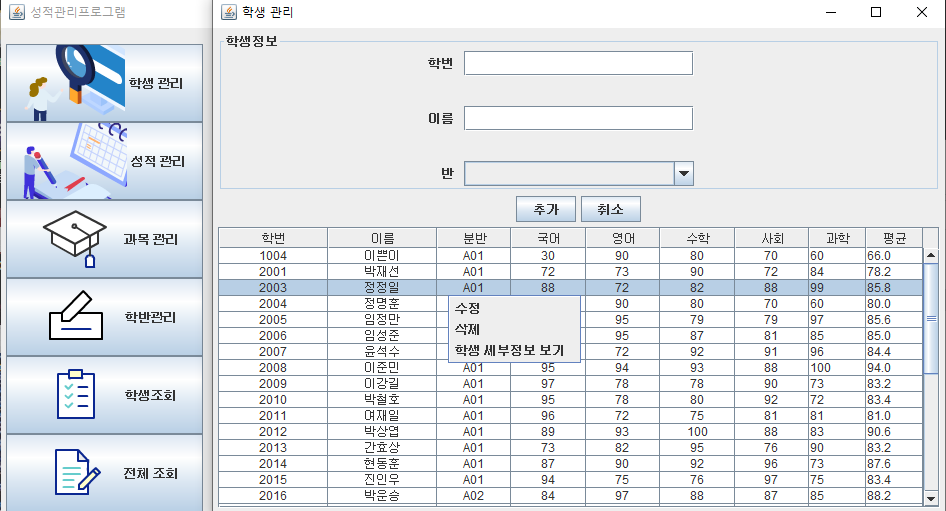 성적관리프로그램
학생 관리
성적 관리
과목 관리
학반관리
학생조회
전체 조회
학생 관리
학생정보
학번
이름
반
추가 취소
학번 이름 분반 국어 영어 수학 사회 과학 평균
1004 이쁜이 A01 30 90 80 70 60 66.0
2001 박재선 A01 72 73 90 72 84 78.2
2003 정정일 A01 88 72 82 88 99 85.8
2004 정명훈 90 80 70 60 80.0
2005 임정만 95 79 79 97 85.6
2006 임성준 95 87 81 85 85.0
2007 윤석수 72 92 91 96 84.4
수정
삭제
학생 세부정보 보기
2008 이준민 A01 95 94 93 88 100 94.0
2009 이강길 A01 97 78 78 90 73 83.2
2010 박철호 A01 95 78 80 92 72 83.4
2011 여재일 A01 96 72 75 81 81 81.0
2012 박상엽 A01 89 93 100 88 83 90.6
2013 간효상 A01 73 82 95 76 90 83.2
2014 현동훈 A01 87 90 92 96 73 87.6
2015 진인우 A01 94 75 76 97 75 83.4
2016 박운승 A02 84 97 88 87 85 88.2